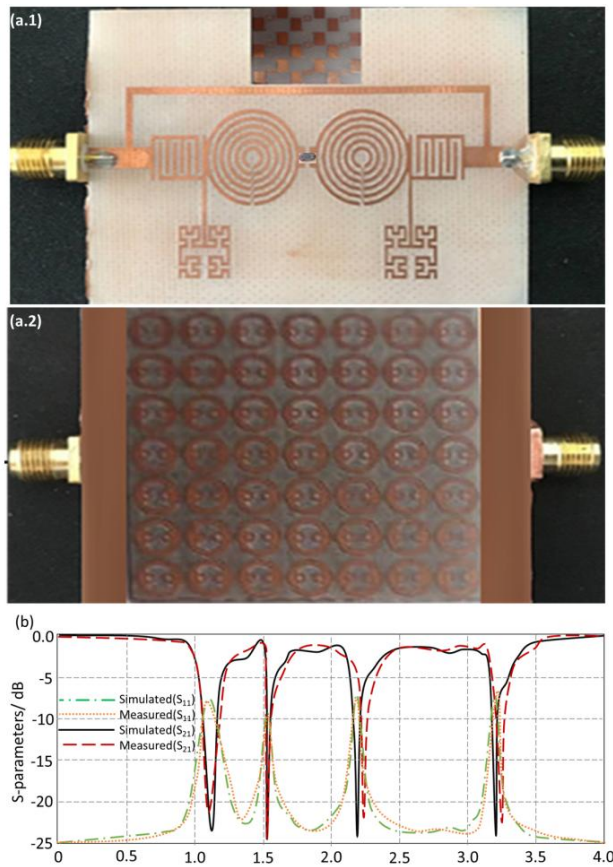 (a.1)
(a.2)
(b)
0.0
-5
-10
-15
-20
-25
S-parameters/ dB
Simulated(S₁₁)
Measured(S₁₁)
Simulated(S₂₁)
Measured(S₂₁)
0 0.5 1.0 1.5 2.0 2.5 3.0 3.5 4.0